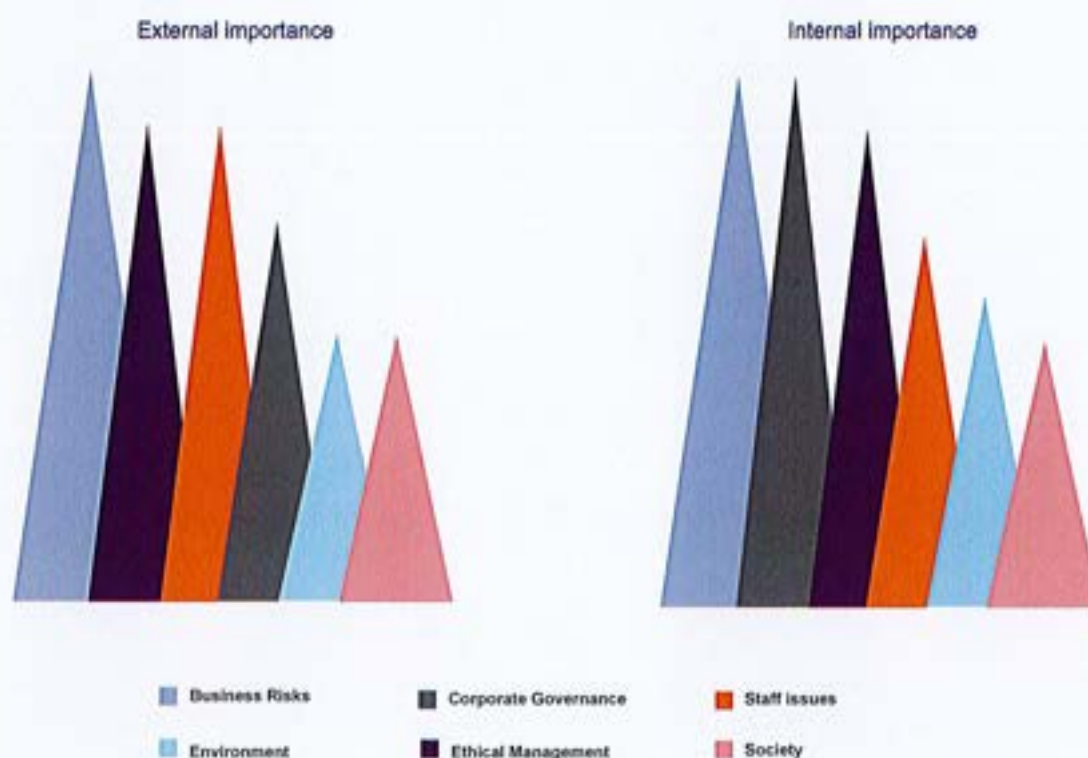 External importance
Internal importance
Business Risks
Corporate Governance
Staff issues
Environment
Ethical Management
Society